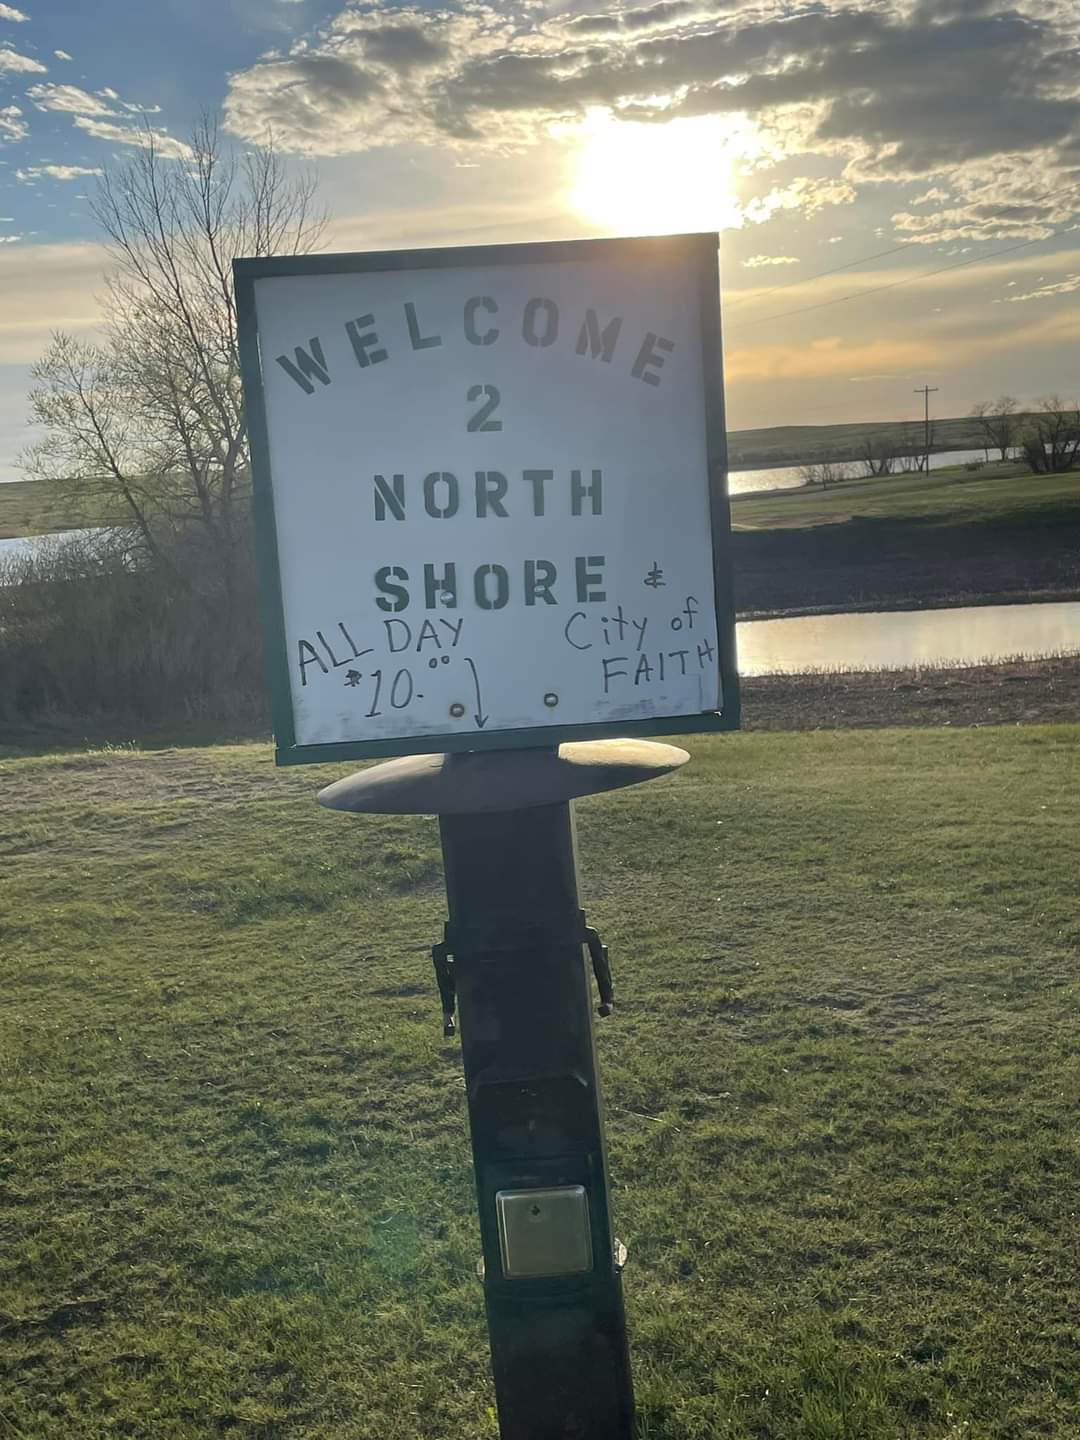 WELCOME
2
NORTH
SHORE &
ALL DAY
$10.00
City of
FAITH